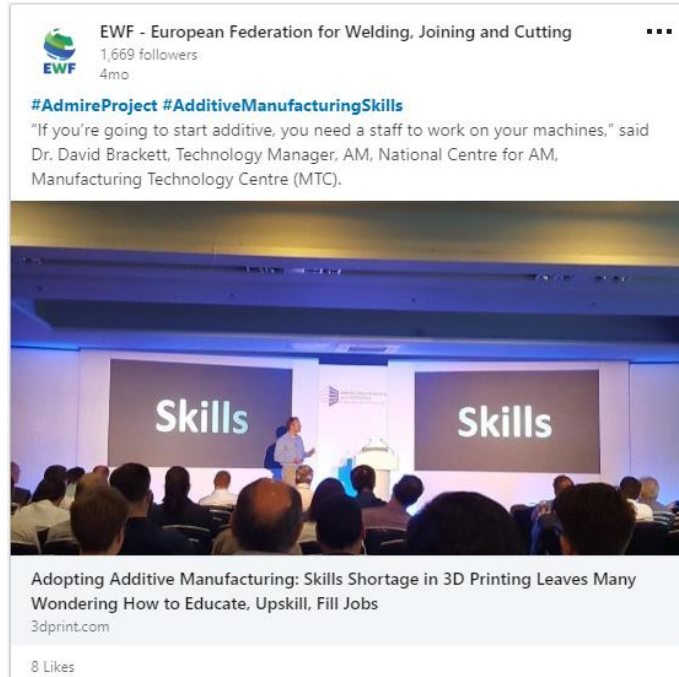 EWF - European Federation for Welding, Joining and Cutting
EWF
1,669 followers
4mo
#AdmireProject #AdditiveManufacturingSkills
“If you’re going to start additive, you need a staff to work on your machines,” said
Dr. David Brackett, Technology Manager, AM, National Centre for AM,
Manufacturing Technology Centre (MTC).
Skills
Skills
Adopting Additive Manufacturing: Skills Shortage in 3D Printing Leaves Many
Wondering How to Educate, Upskill, Fill Jobs
3dprint.com
8 Likes